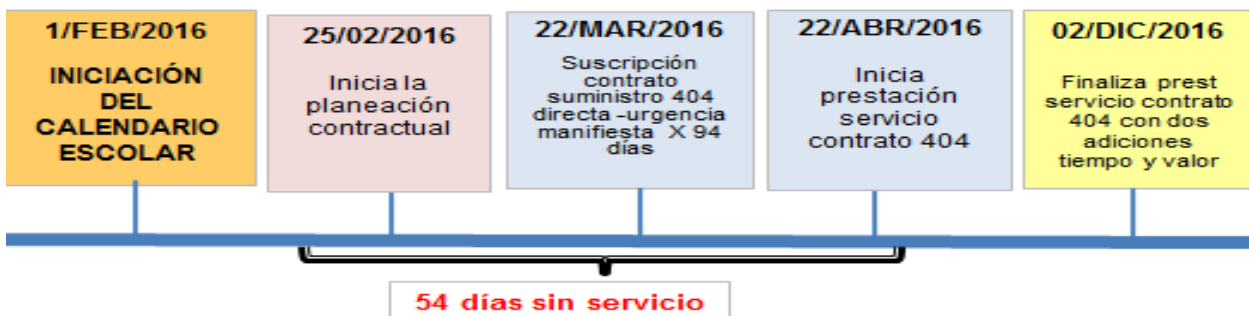 1/FEB/2016
INICIACIÓN
DEL
CALENDARIO
ESCOLAR
25/02/2016
Inicia la
planeación
contractual
22/MAR/2016
Suscripción
contrato
suministro 404
directa -urgencia
manifiesta X 94
días
22/ABR/2016
Inicia
prestación
servicio
contrato 404
02/DIC/2016
Finaliza prest
servicio contrato
404 con dos
adiciones
tiempo y valor
54 días sin servicio